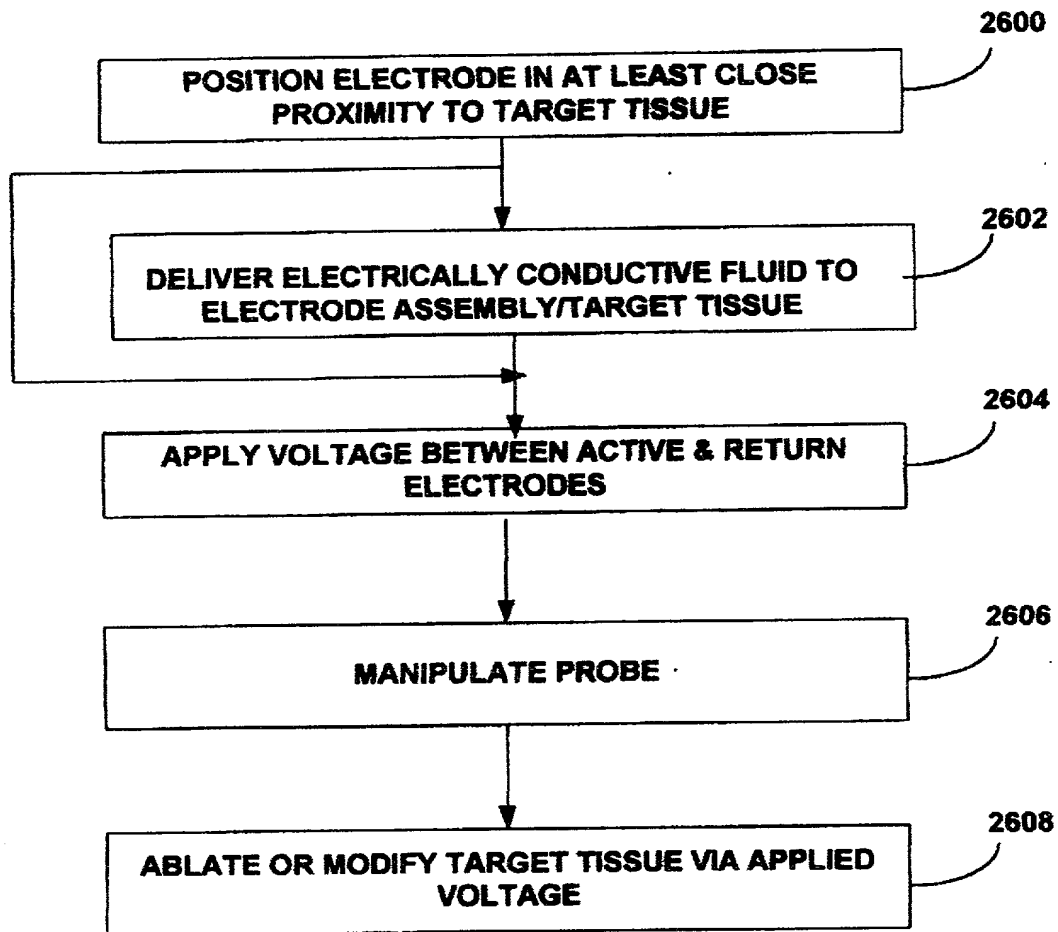 2600
POSITION ELECTRODE IN AT LEAST CLOSE
PROXIMITY TO TARGET TISSUE
2602
DELIVER ELECTRICALLY CONDUCTIVE FLUID TO
ELECTRODE ASSEMBLY/TARGET TISSUE
2604
APPLY VOLTAGE BETWEEN ACTIVE & RETURN
ELECTRODES
2606
MANIPULATE PROBE
2608
ABLATE OR MODIFY TARGET TISSUE VIA APPLIED
VOLTAGE